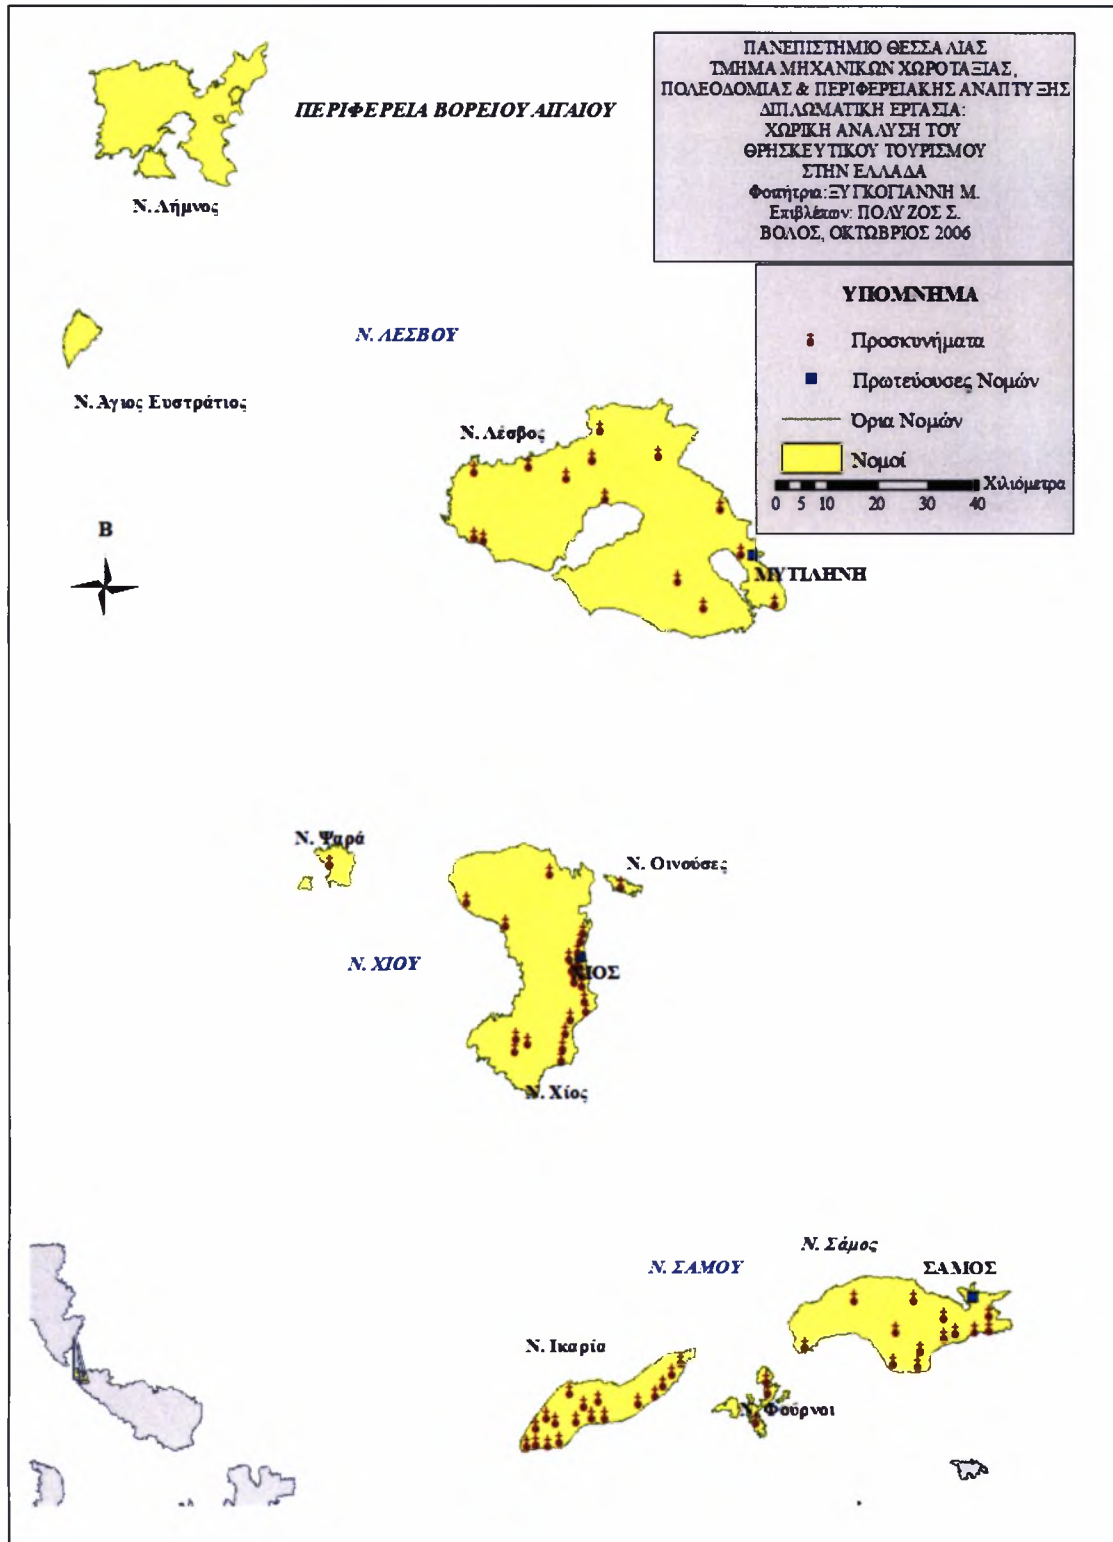 ΠΕΡΙΦΕΡΕΙΑ ΒΟΡΕΙΟΥ ΑΙΓΑΙΟΥ
ΠΑΝΕΠΙΣΤΗΜΙΟ ΘΕΣΣΑΛΙΑΣ
ΤΜΗΜΑ ΜΗΧΑΝΙΚΩΝ ΧΩΡΟΤΑΞΙΑΣ,
ΠΟΛΕΟΔΟΜΙΑΣ & ΠΕΡΙΦΕΡΕΙΑΚΗΣ ΑΝΑΠΤΥΞΗΣ
ΔΙΠΛΩΜΑΤΙΚΗ ΕΡΓΑΣΙΑ:
ΧΩΡΙΚΗ ΑΝΑΛΥΣΗ ΤΟΥ
ΘΡΗΣΚΕΥΤΙΚΟΥ ΤΟΥΡΙΣΜΟΥ
ΣΤΗΝ ΕΛΛΑΔΑ
Φοιτήτρια:ΞΥΓΚΟΓΙΑΝΝΗ Μ.
Επιβλέπων: ΠΟΛΥΖΟΣ Σ.
ΒΟΛΟΣ, ΟΚΤΩΒΡΙΟΣ 2006
ΥΠΟΜΝΗΜΑ
Προσκυνήματα
Πρωτεύουσες Νομών
Όρια Νομών
Νομοί
Χιλιόμετρα
0 5 10 20 30 40
Ν. Λήμνος
Ν. ΛΕΣΒΟΥ
Ν. Άγιος Ευστράτιος
Ν. Λέσβος
Β
ΜΥΤΙΛΗΝΗ
Ν. Ψαρά
Ν. Οινούσες
Ν. ΧΙΟΥ
ΧΙΟΣ
Ν. Χίος
Ν. Σάμος
Ν. ΣΑΜΟΥ
ΣΑΜΟΣ
Ν. Ικαρία
Ν. Φούρνοι